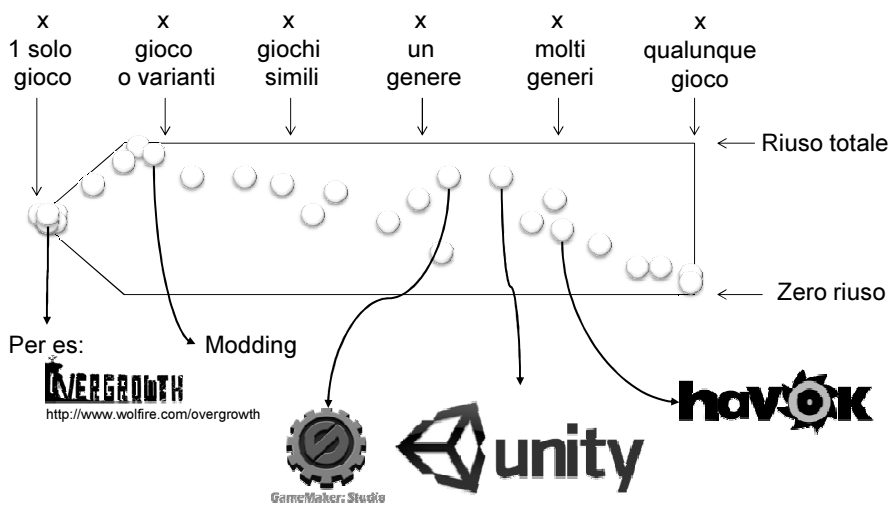 x
1 solo
gioco
x
gioco
o varianti
x
giochi
simili
x
un
genere
x
molti
generi
x
qualunque
gioco
Riuso totale
Zero riuso
Per es:
OVERGROWTH
http://www.wolfire.com/overgrowth
Modding
GameMaker: Studio
unity
havok